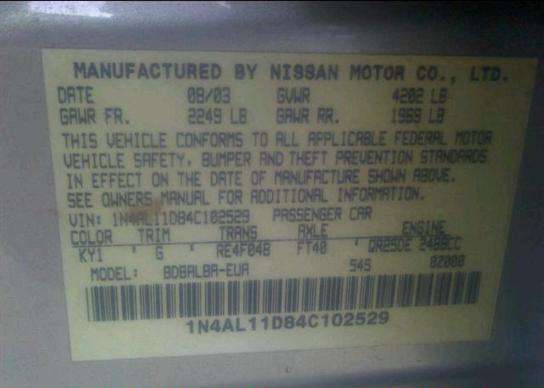 MANUFACTURED BY NISSAN MOTOR CO., LTD.
DATE 08/03 GVWR 4202 LB
GAWR FR. 2249 LB GAWR RR. 1969 LB
THIS VEHICLE CONFORMS TO ALL APPLICABLE FEDERAL MOTOR
VEHICLE SAFETY, BUMPER AND THEFT PREVENTION STANDARDS
IN EFFECT ON THE DATE OF MANUFACTURE SHOWN ABOVE.
SEE OWNERS MANUAL FOR ADDITIONAL INFORMATION.
VIN: 1N4AL11D84C102529 PASSENGER CAR
COLOR TRIM TRANS AXLE ENGINE
KY1 ' G ' RE4F04B FT40 ' QR25DE 2488CC
MODEL: BDBALBA-EUA 545 02000
1N4AL11D84C102529